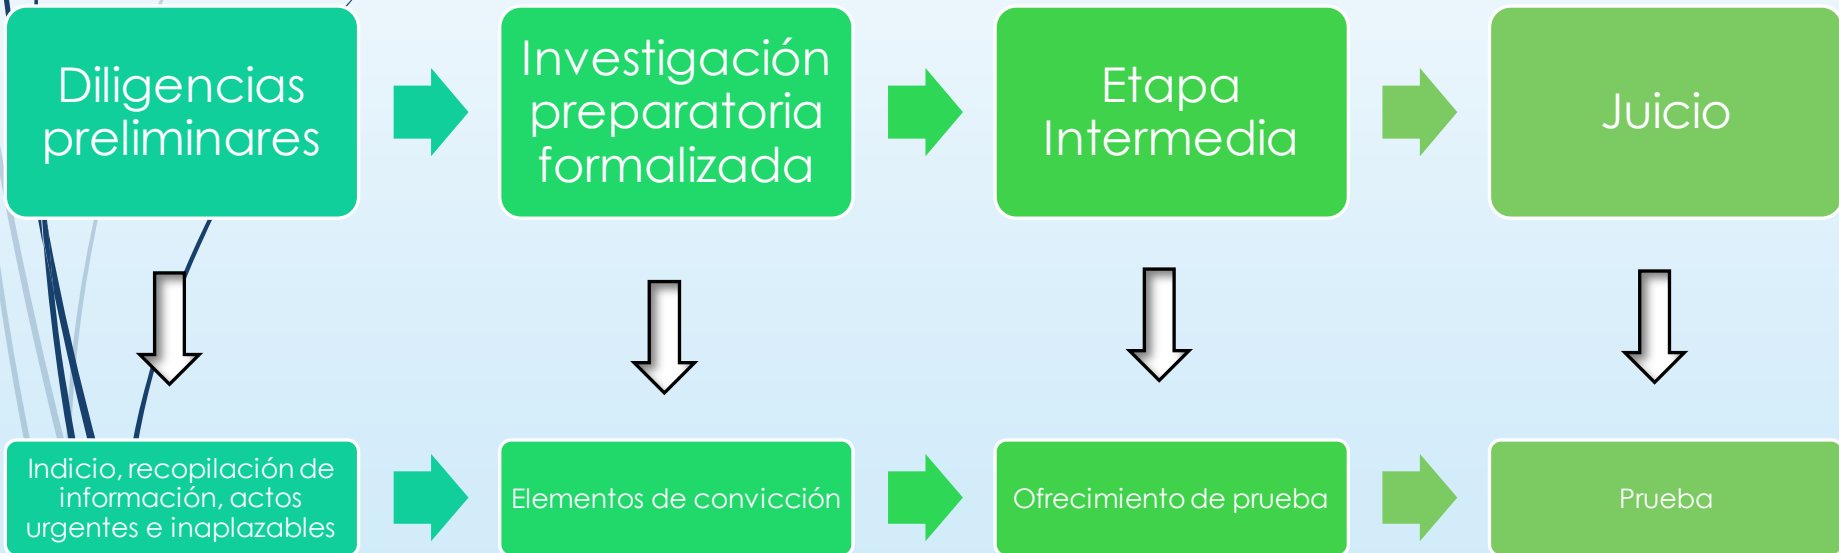 Diligencias
preliminares
Investigación
preparatoria
formalizada
Etapa
Intermedia
Juicio
Indicio, recopilación de
información, actos
urgentes e inaplazables
Elementos de convicción
Ofrecimiento de prueba
Prueba